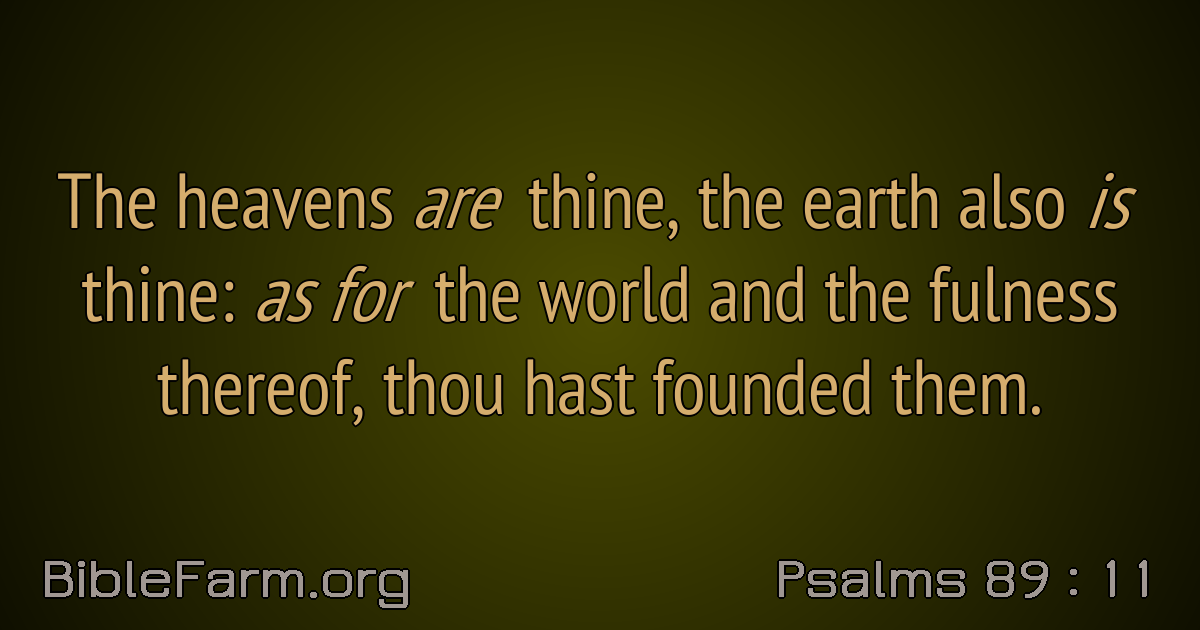 The heavens are thine, the earth also is
thine: as for the world and the fulness
thereof, thou hast founded them.
BibleFarm.org
Psalms 89 : 11